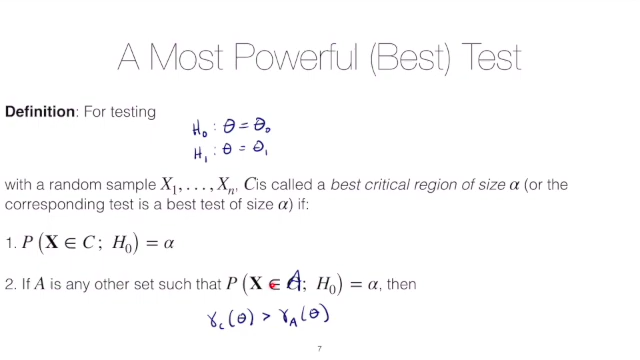 A Most Powerful (Best) Test
Definition: For testing
H₀ : θ = θ₀
H₁ : θ = θ₁
with a random sample X₁, . . . , Xₙ, C is called a best critical region of size α (or the
corresponding test is a best test of size α) if:
1. P (X ∈ C ; H₀) = α
2. If A is any other set such that P (X ∈ A; H₀) = α, then
γ_C(θ) > γ_A(θ)
7